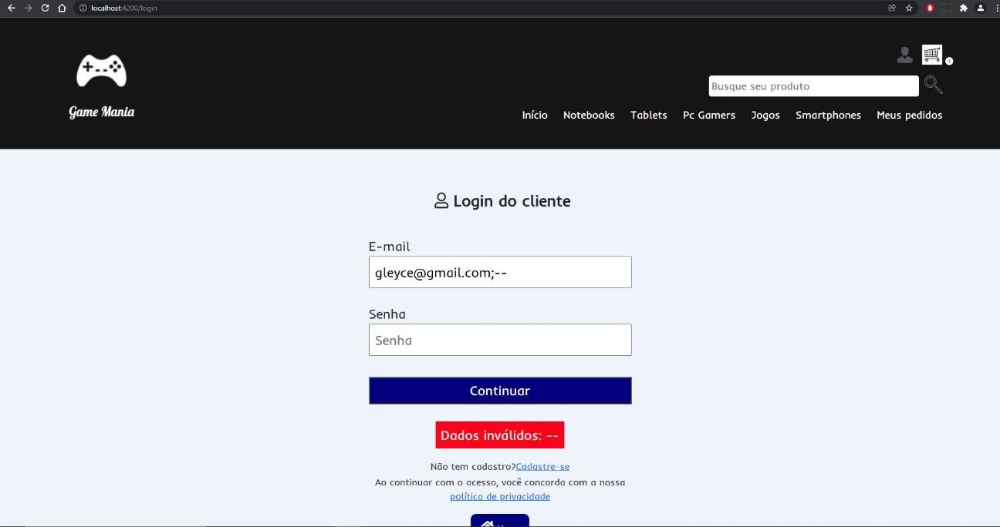 localhost:4200/login
1
Busque seu produto
Game Mania
Início Notebooks Tablets Pc Gamers Jogos Smartphones Meus pedidos
Login do cliente
E-mail
gleyce@gmail.com;--
Senha
Senha
Continuar
Dados inválidos: --
Não tem cadastro?Cadastre-se
Ao continuar com o acesso, você concorda com a nossa
política de privacidade